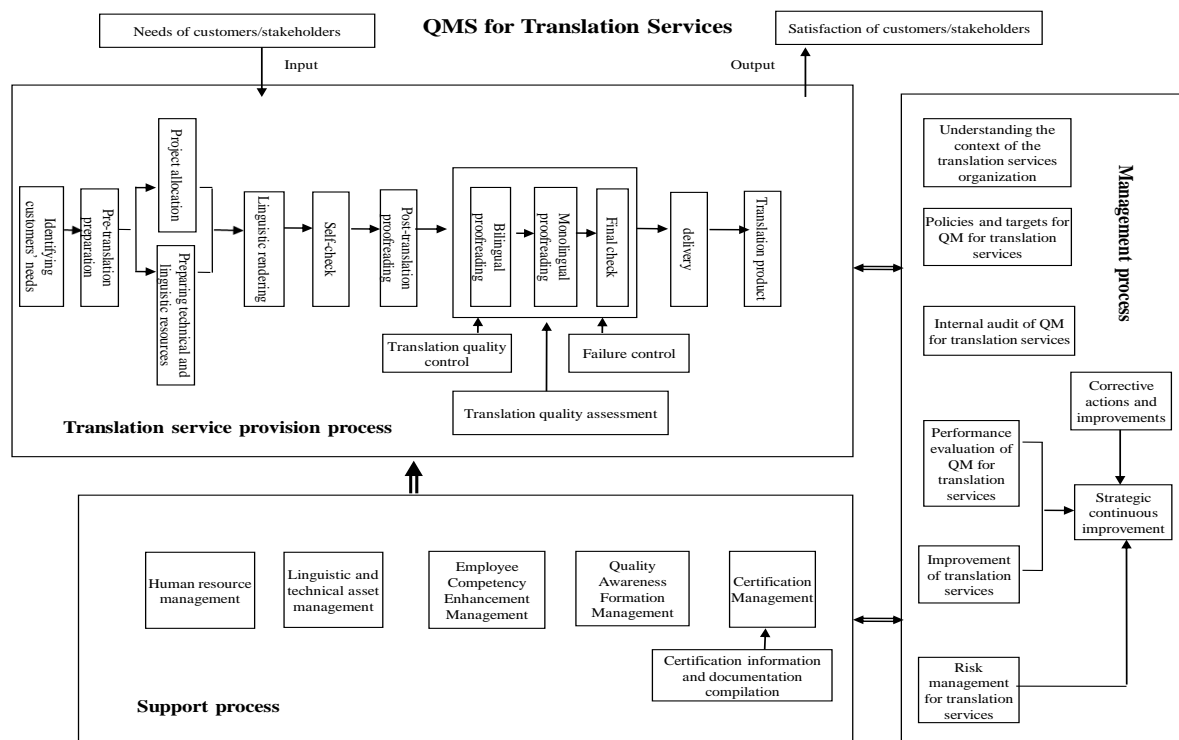 QMS for Translation Services
Needs of customers/stakeholders
Satisfaction of customers/stakeholders
Input
Output
Identifying
customers' needs
Pre-translation
preparation
Project allocation
Preparing technical and
linguistic resources
Linguistic rendering
Self-check
Post-translation
proofreading
Bilingual
proofreading
Monolingual
proofreading
Final check
delivery
Translation product
Translation quality
control
Failure control
Translation quality assessment
Translation service provision process
Human resource
management
Linguistic and
technical asset
management
Employee
Competency
Enhancement
Management
Quality
Awareness
Formation
Management
Certification
Management
Certification information
and documentation
compilation
Support process
Management process
Understanding the
context of the
translation services
organization
Policies and targets for
QM for translation
services
Internal audit of QM
for translation services
Corrective
actions and
improvements
Performance
evaluation of
QM for
translation
services
Strategic
continuous
improvement
Improvement
of translation
services
Risk
management
for translation
services